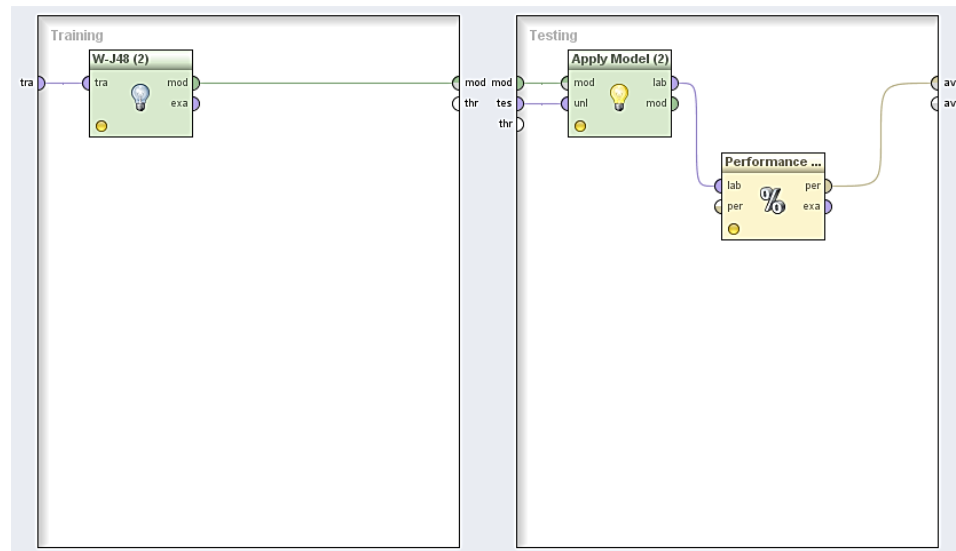 Training
W-J48 (2)
tra
tra
mod
exa
mod
thr
Testing
Apply Model (2)
mod
tes
thr
mod
unl
lab
mod
Performance ...
lab
per
per
exa
%
av
av